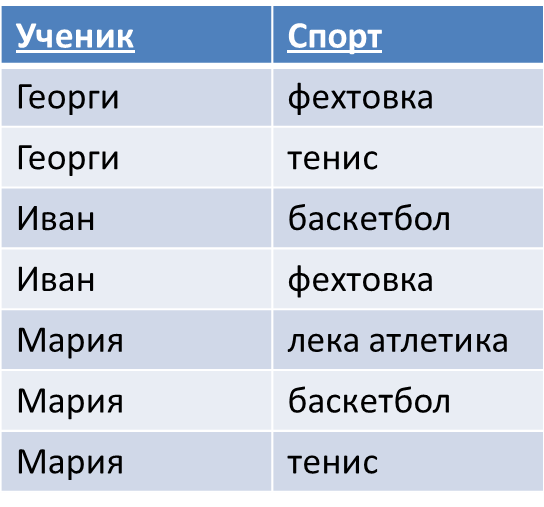 Ученик Спорт
Георги фехтовка
Георги тенис
Иван баскетбол
Иван фехтовка
Мария лека атлетика
Мария баскетбол
Мария тенис